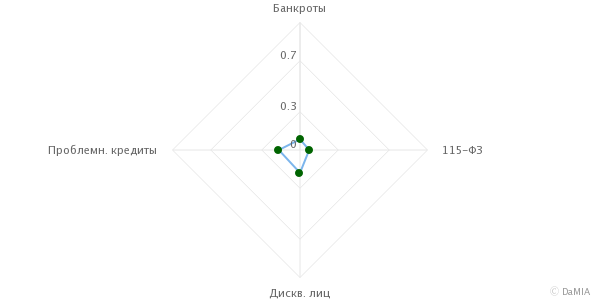 Банкроты
0.7
0.3
0
Проблемн. кредиты
115-ФЗ
Дискв. лиц
© DaMIA